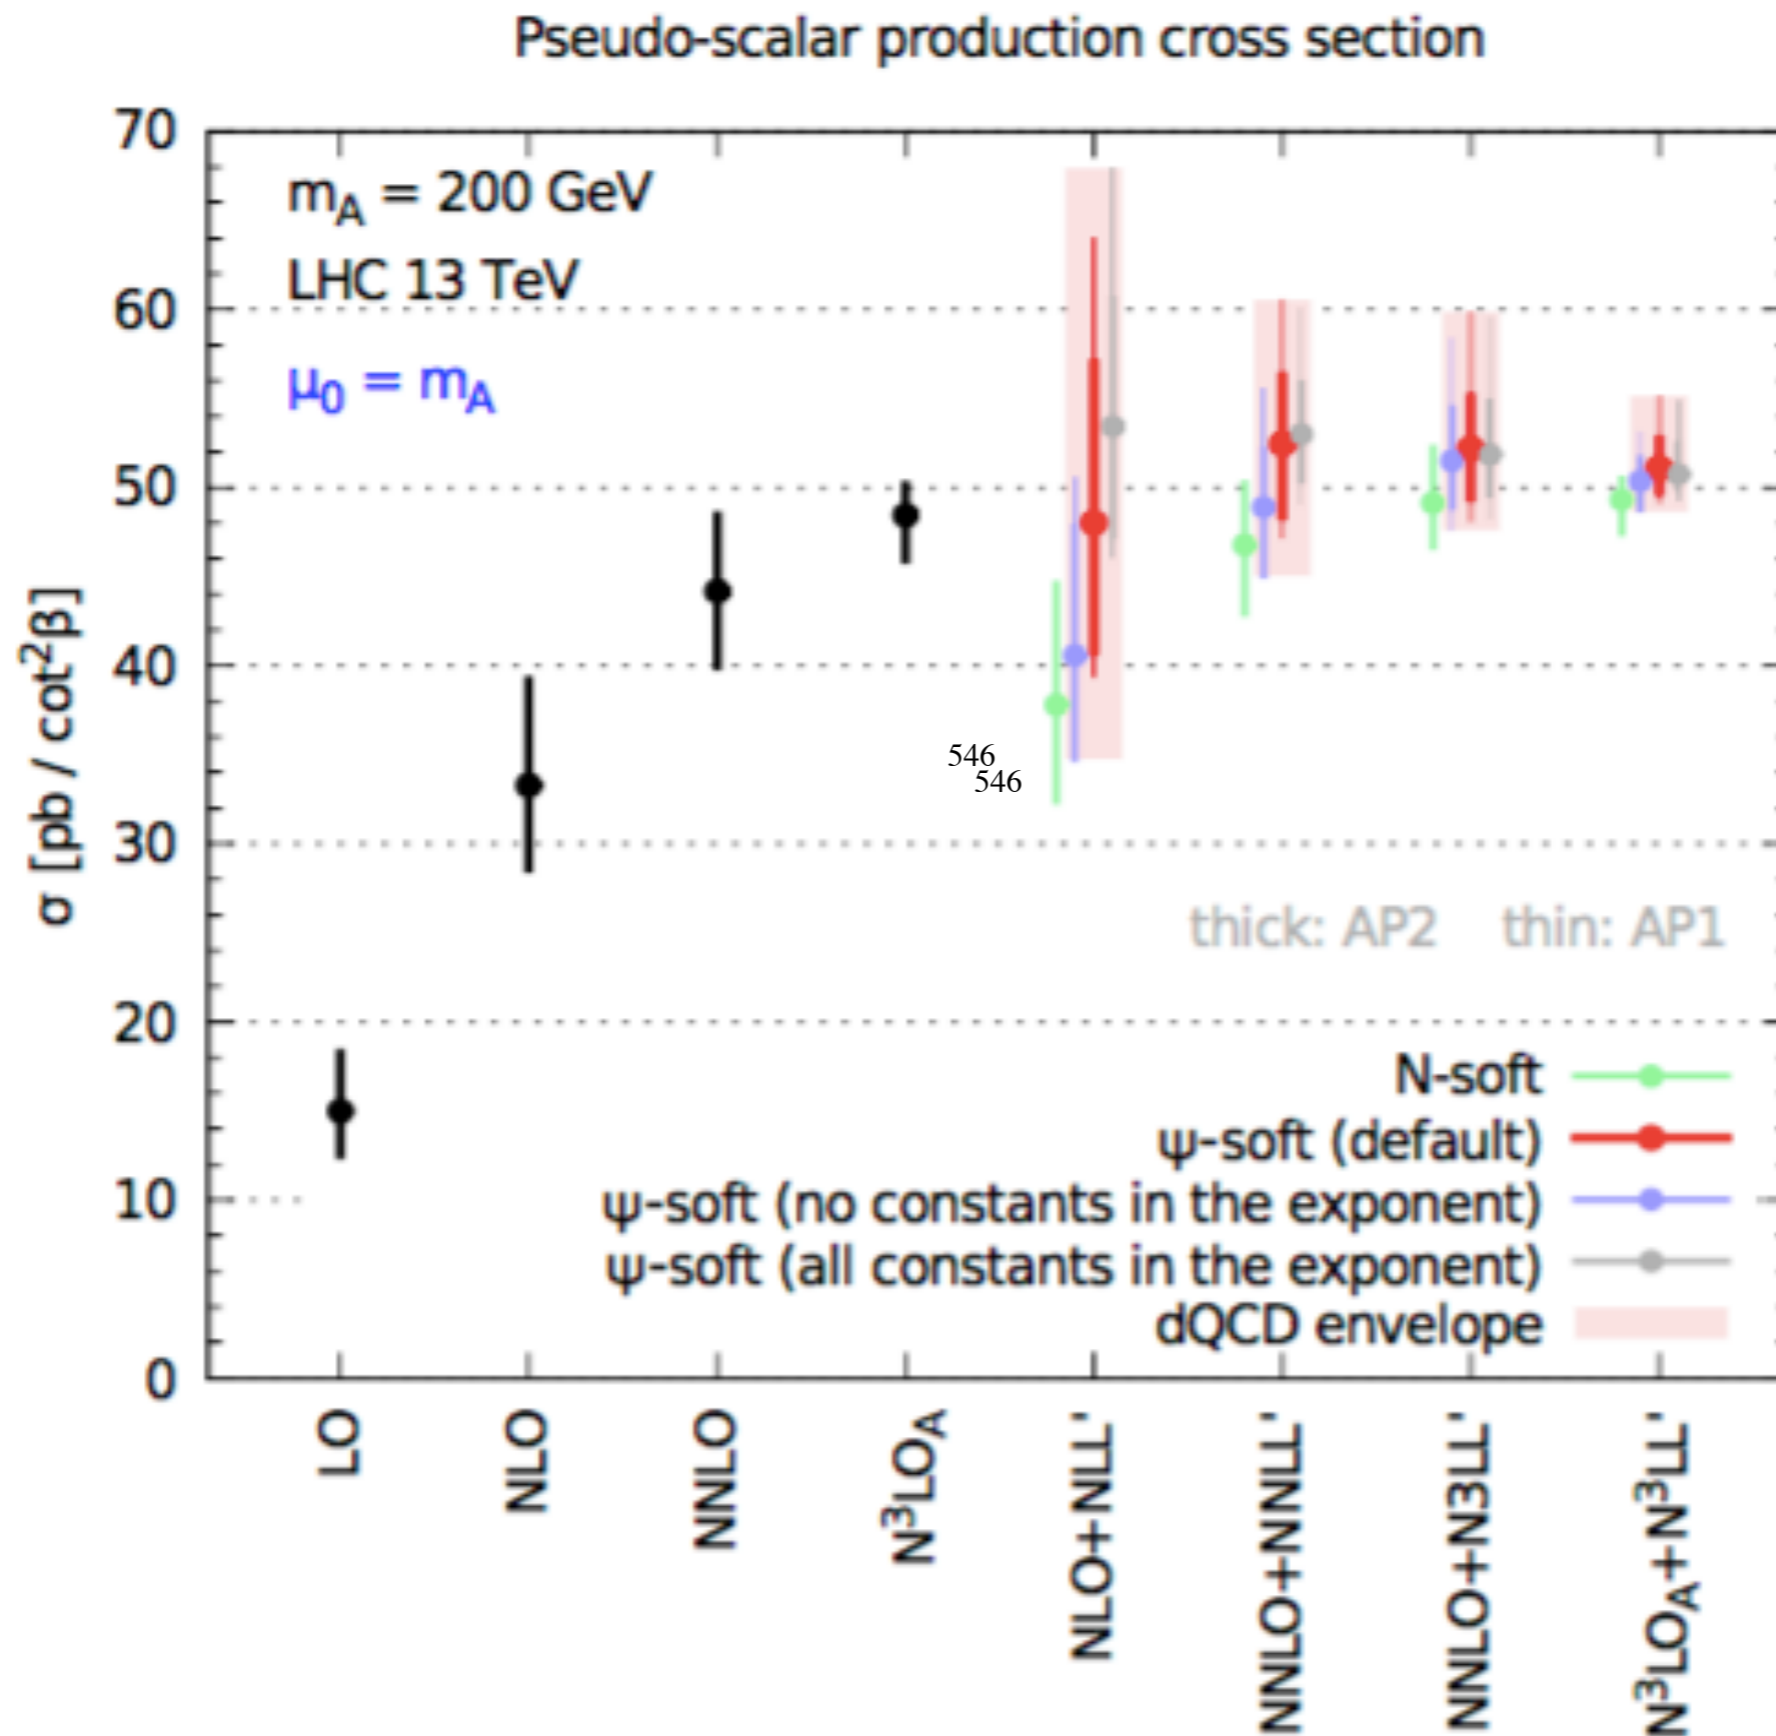 Pseudo-scalar production cross section
70
60
50
40
30
20
10
0
σ [pb / cot²β]
m_A = 200 GeV
LHC 13 TeV
μ₀ = m_A
546
546
thick: AP2 thin: AP1
N-soft
ψ-soft (default)
ψ-soft (no constants in the exponent)
ψ-soft (all constants in the exponent)
dQCD envelope
LO
NLO
NNLO
N³LO_A
NLO+NLL'
NNLO+NNLL'
NNLO+N3LL'
N³LO_A+N³LL'